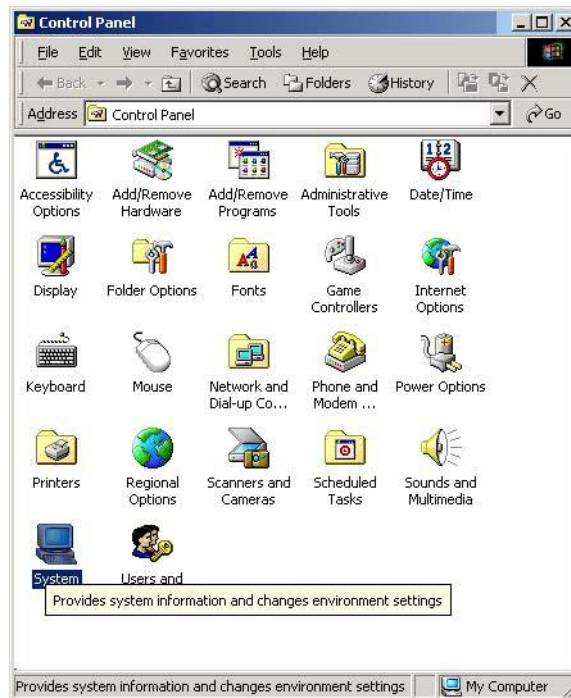 Control Panel
File Edit View Favorites Tools Help
Back Search Folders History
Address Control Panel Go
Accessibility Options
Add/Remove Hardware
Add/Remove Programs
Administrative Tools
Date/Time
Display
Folder Options
Fonts
Game Controllers
Internet Options
Keyboard
Mouse
Network and Dial-up Co...
Phone and Modem ...
Power Options
Printers
Regional Options
Scanners and Cameras
Scheduled Tasks
Sounds and Multimedia
System
Users and
Provides system information and changes environment settings
Provides system information and changes environment settings My Computer